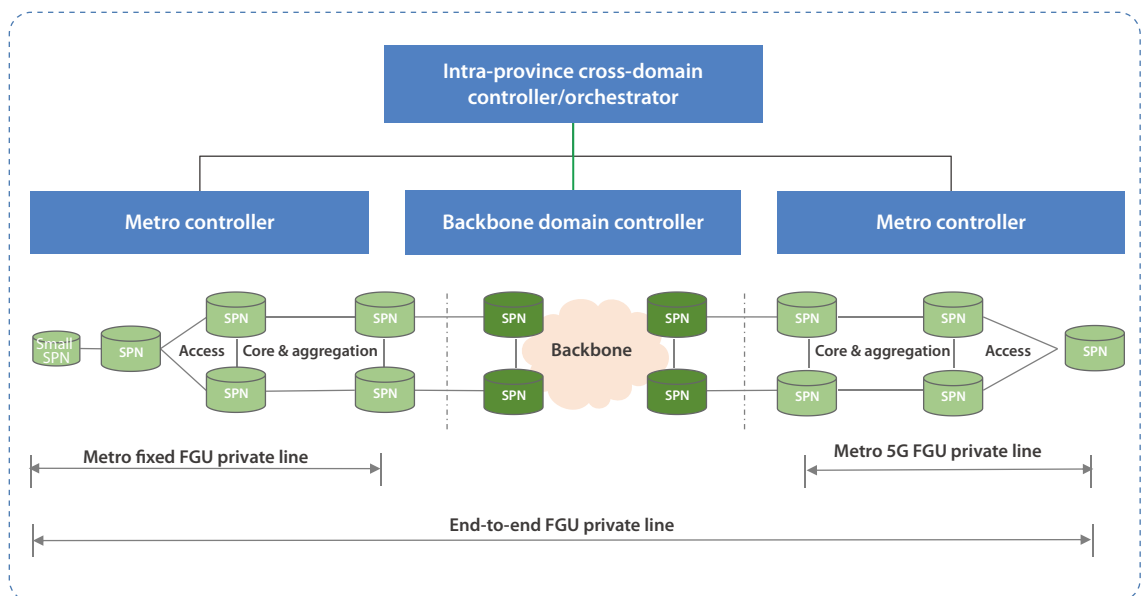 Intra-province cross-domain
controller/orchestrator
Metro controller
Backbone domain controller
Metro controller
SPN
SPN
SPN
SPN
SPN
SPN
Small
SPN
SPN
Access
Core & aggregation
Backbone
Core & aggregation
Access
SPN
SPN
SPN
SPN
SPN
SPN
SPN
Metro fixed FGU private line
Metro 5G FGU private line
End-to-end FGU private line